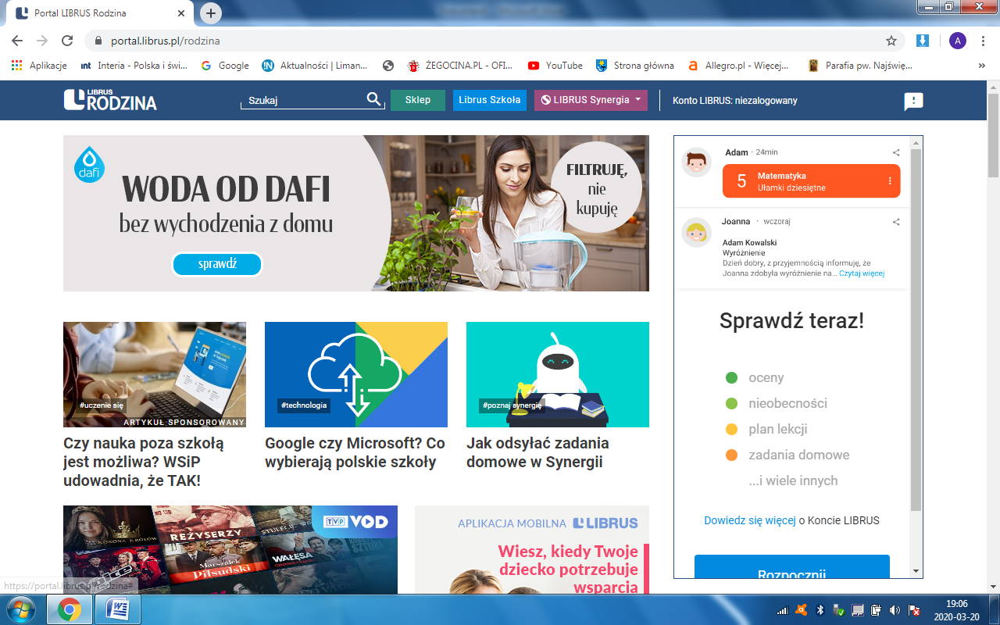 Portal LIBRUS Rodzina
portal.librus.pl/rodzina
A
Aplikacje
int Interia - Polska i świ...
Google
Aktualności | Liman...
ŻEGOCINA.PL - OFI...
YouTube
Strona główna
a Allegro.pl - Więcej...
Parafia pw. Najświę...
»
LIBRUS
RODZINA
Szukaj
Sklep
Librus Szkoła
LIBRUS Synergia
Konto LIBRUS: niezalogowany
dafi
WODA OD DAFI
bez wychodzenia z domu
sprawdź
FILTRUJĘ,
nie
kupuję
#uczenie się
ARTYKUŁ SPONSOROWANY
Czy nauka poza szkołą
jest możliwa? WSiP
udowadnia, że TAK!
#technologia
Google czy Microsoft? Co
wybierają polskie szkoły
#poznaj synergię
Jak odsyłać zadania
domowe w Synergii
Adam · 24min
5
Matematyka
Ułamki dziesiętne
Joanna · wczoraj
Adam Kowalski
Wyróżnienie
Dzień dobry, z przyjemnością informuję, że
Joanna zdobyła wyróżnienie na... Czytaj więcej
Sprawdź teraz!
oceny
nieobecności
plan lekcji
zadania domowe
...i wiele innych
Dowiedz się więcej o Koncie LIBRUS
Rozpocznij
KORONA KRÓLÓW
REŻYSERZY
TVP VOD
Marszałek
Piłsudski
WAŁĘSA
APLIKACJA MOBILNA LIBRUS
Wiesz, kiedy Twoje
dziecko potrzebuje
wsparcia
https://portal.librus.pl/rodzina#
19:06
2020-03-20